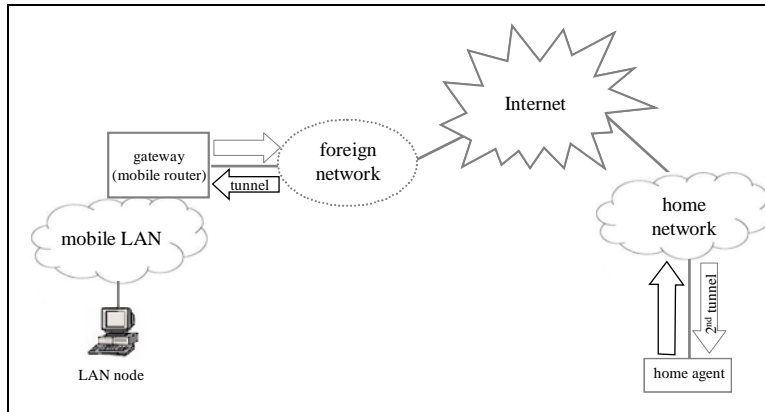 Internet
gateway
(mobile router)
foreign
network
tunnel
home
network
mobile LAN
2nd tunnel
LAN node
home agent